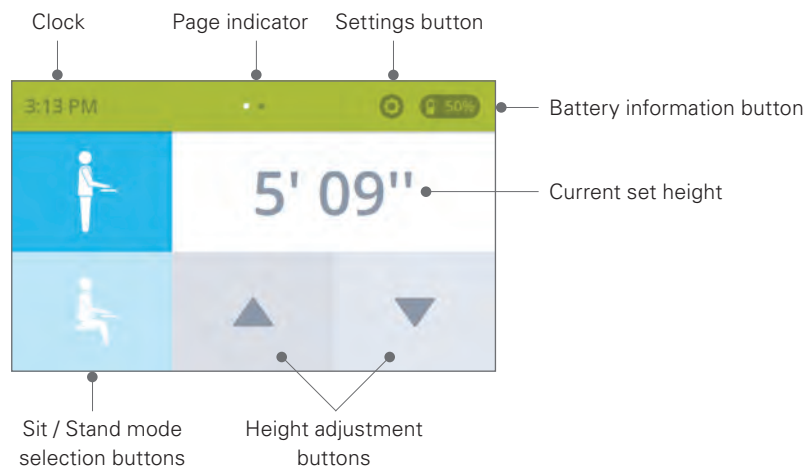 Clock
Page indicator
Settings button
3:13 PM
50%
Battery information button
5' 09''
Current set height
Sit / Stand mode
selection buttons
Height adjustment
buttons